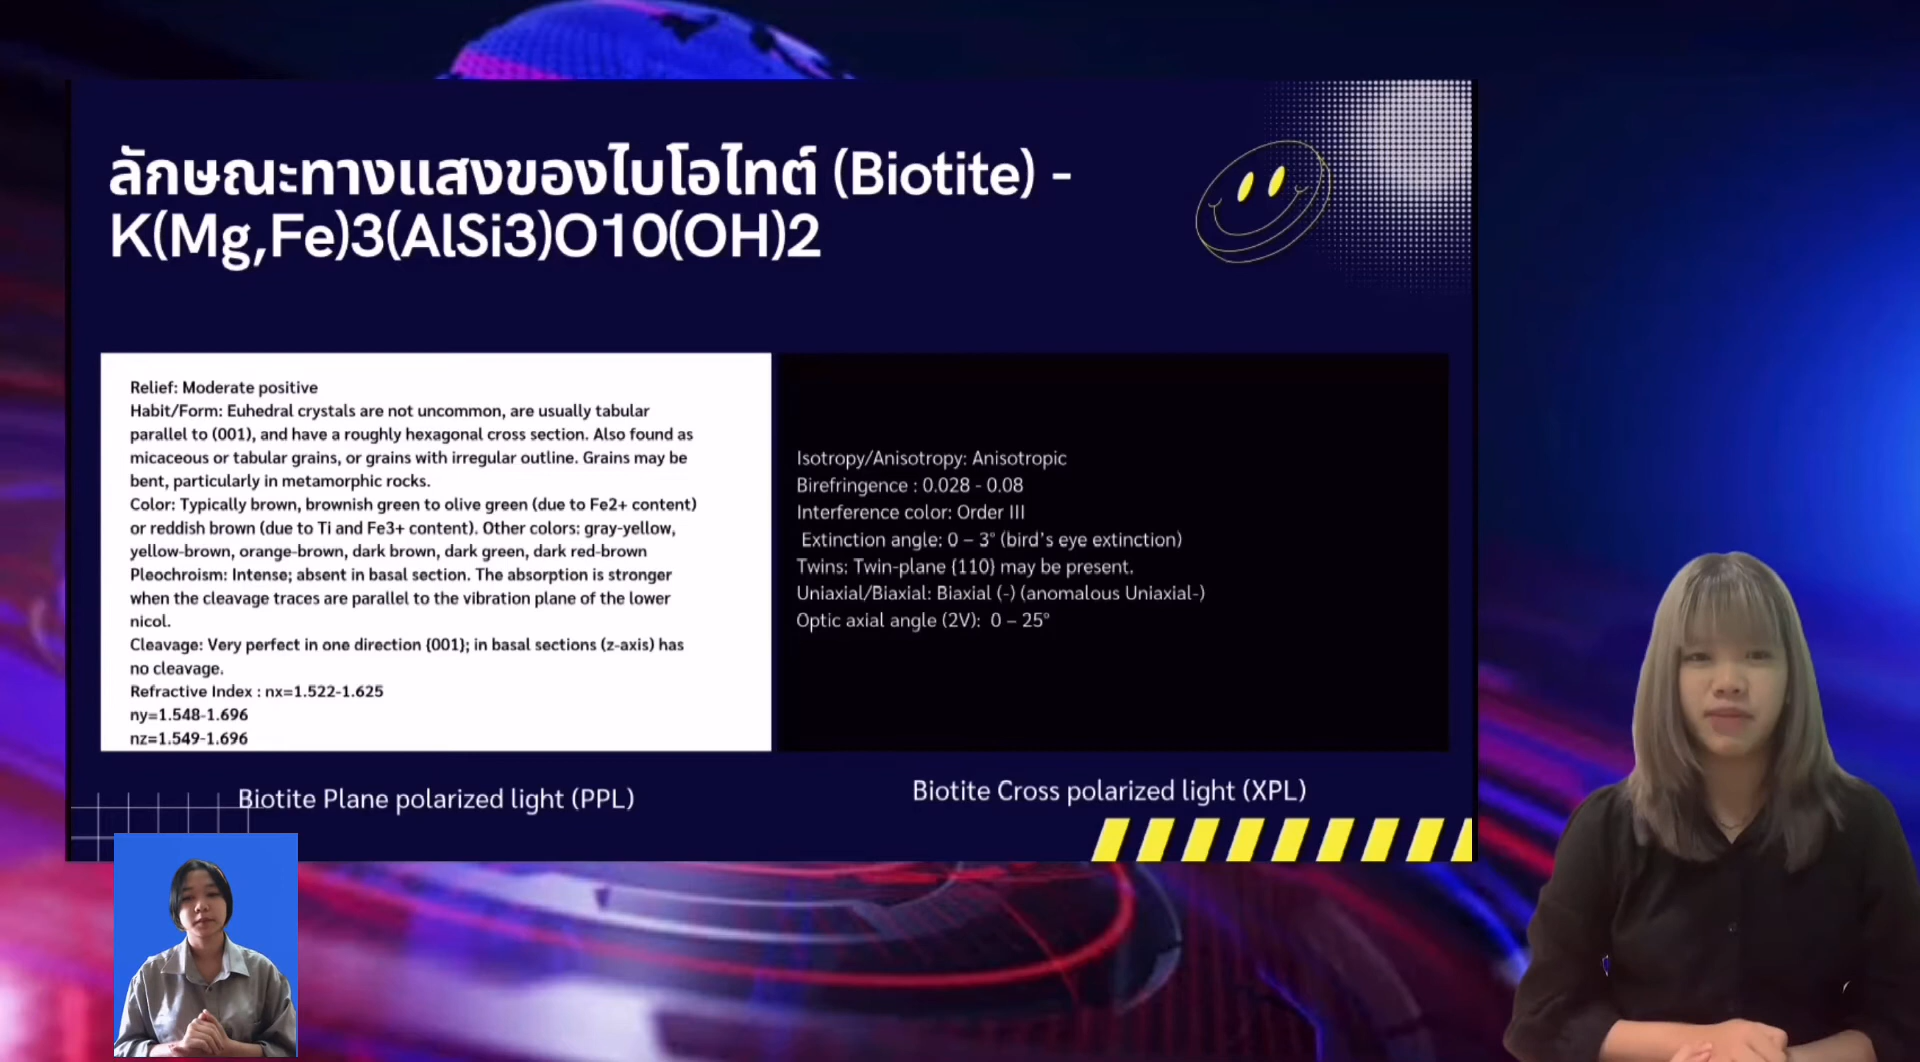 ลักษณะทางแสงของไบโอไทต์ (Biotite) -
K(Mg,Fe)3(AlSi3)O10(OH)2
Relief: Moderate positive
Habit/Form: Euhedral crystals are not uncommon, are usually tabular
parallel to (001), and have a roughly hexagonal cross section. Also found as
micaceous or tabular grains, or grains with irregular outline. Grains may be
bent, particularly in metamorphic rocks.
Color: Typically brown, brownish green to olive green (due to Fe2+ content)
or reddish brown (due to Ti and Fe3+ content). Other colors: gray-yellow,
yellow-brown, orange-brown, dark brown, dark green, dark red-brown
Pleochroism: Intense; absent in basal section. The absorption is stronger
when the cleavage traces are parallel to the vibration plane of the lower
nicol.
Cleavage: Very perfect in one direction {001}; in basal sections (z-axis) has
no cleavage.
Refractive Index : nx=1.522-1.625
ny=1.548-1.696
nz=1.549-1.696
Biotite Plane polarized light (PPL)
Isotropy/Anisotropy: Anisotropic
Birefringence : 0.028 - 0.08
Interference color: Order III
Extinction angle: 0 – 3° (bird's eye extinction)
Twins: Twin-plane {110} may be present.
Uniaxial/Biaxial: Biaxial (-) (anomalous Uniaxial-)
Optic axial angle (2V): 0 – 25°
Biotite Cross polarized light (XPL)